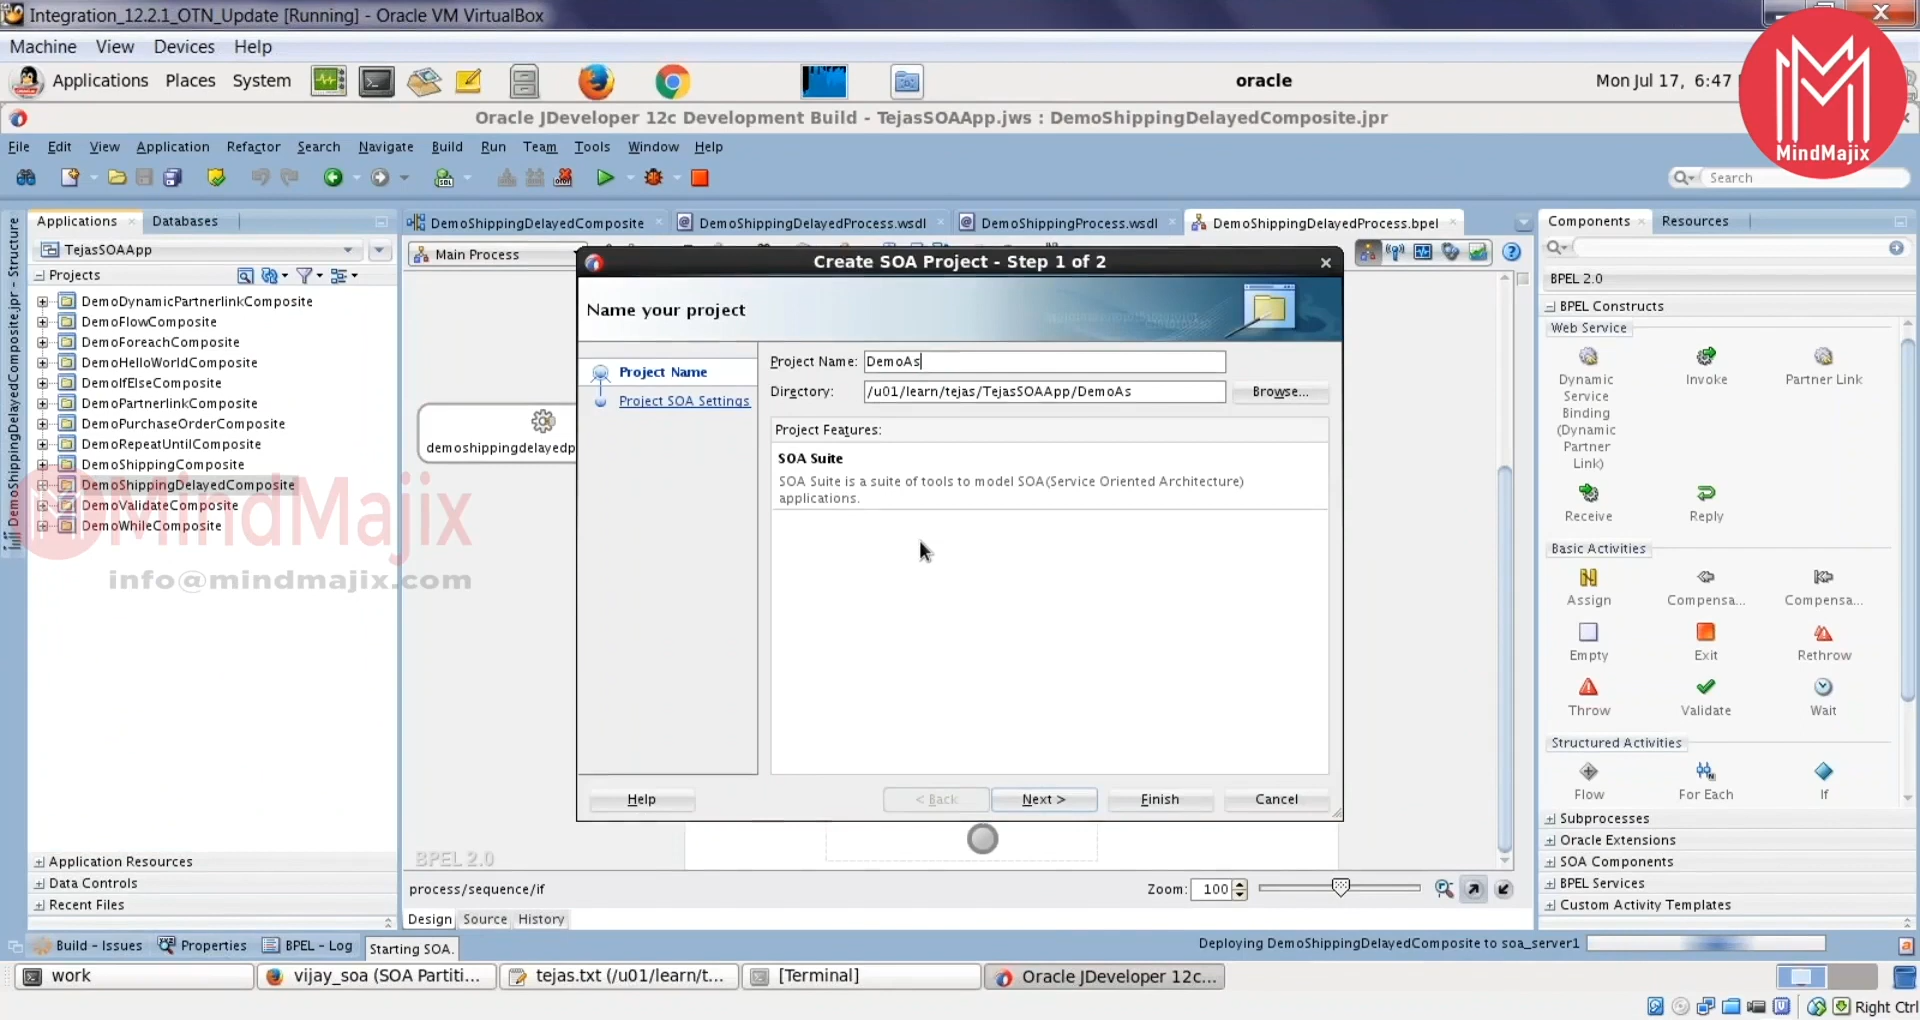 Integration_12.2.1_OTN_Update [Running] - Oracle VM VirtualBox
Machine View Devices Help
Applications Places System oracle Mon Jul 17, 6:47
MindMajix
Oracle JDeveloper 12c Development Build - TejasSOAApp.jws : DemoShippingDelayedComposite.jpr
File Edit View Application Refactor Search Navigate Build Run Team Tools Window Help
Search
Applications Databases
DemoShippingDelayedComposite DemoShippingDelayedProcess.wsdl DemoShippingProcess.wsdl DemoShippingDelayedProcess.bpel
Components Resources
DemoShippingDelayedComposite.jpr - Structure
TejasSOAApp
Projects
DemoDynamicPartnerlinkComposite
DemoFlowComposite
DemoForeachComposite
DemoHelloWorldComposite
DemoIfElseComposite
DemoPartnerlinkComposite
DemoPurchaseOrderComposite
DemoRepeatUntilComposite
DemoShippingComposite
DemoShippingDelayedComposite
DemoValidateComposite
DemoWhileComposite
MindMajix
info@mindmajix.com
Application Resources
Data Controls
Recent Files
Main Process
demoshippingdelayedp
Create SOA Project - Step 1 of 2
Name your project
Project Name
Project SOA Settings
Project Name: DemoAs
Directory: /u01/learn/tejas/TejasSOAApp/DemoAs Browse...
Project Features:
SOA Suite
SOA Suite is a suite of tools to model SOA(Service Oriented Architecture)
applications.
Help < Back Next > Finish Cancel
BPEL 2.0
process/sequence/if
Zoom: 100
Design Source History
BPEL 2.0
BPEL Constructs
Web Service
Dynamic
Service
Binding
(Dynamic
Partner
Link)
Invoke
Partner Link
Receive Reply
Basic Activities
Assign Compensa... Compensa...
Empty Exit Rethrow
Throw Validate Wait
Structured Activities
Flow For Each If
Subprocesses
Oracle Extensions
SOA Components
BPEL Services
Custom Activity Templates
Build - Issues Properties BPEL - Log Starting SOA. Deploying DemoShippingDelayedComposite to soa_server1
work vijay_soa (SOA Partiti... tejas.txt (/u01/learn/t... [Terminal] Oracle JDeveloper 12c...
Right Ctrl